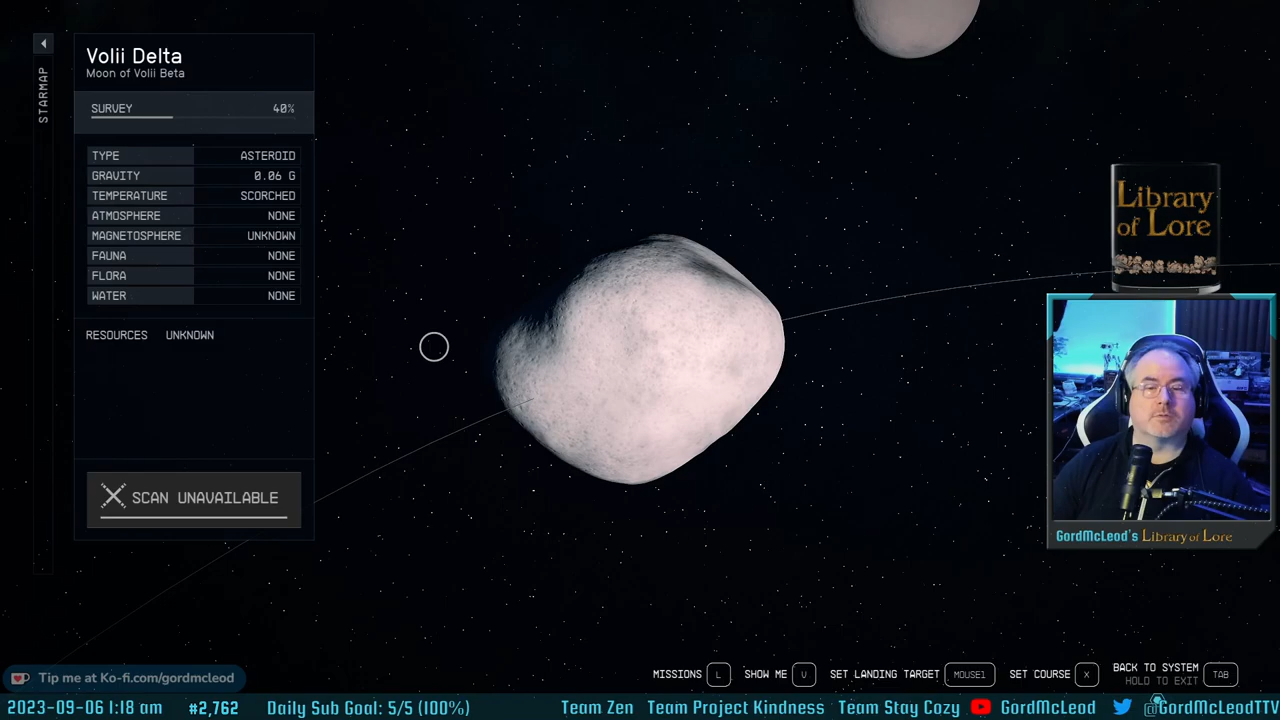 STARMAP
Volii Delta
Moon of Volii Beta
SURVEY 40%
TYPE ASTEROID
GRAVITY 0.06 G
TEMPERATURE SCORCHED
ATMOSPHERE NONE
MAGNETOSPHERE UNKNOWN
FAUNA NONE
FLORA NONE
WATER NONE
RESOURCES UNKNOWN
SCAN UNAVAILABLE
Library
of Lore
GordMcLeod's Library of Lore
MISSIONS L SHOW ME V SET LANDING TARGET MOUSE1 SET COURSE X BACK TO SYSTEM TAB
HOLD TO EXIT
Tip me at Ko-fi.com/gordmcleod
2023-09-06 1:18 am #2,762 Daily Sub Goal: 5/5 (100%) Team Zen Team Project Kindness Team Stay Cozy GordMcLeod @GordMcLeodTTV